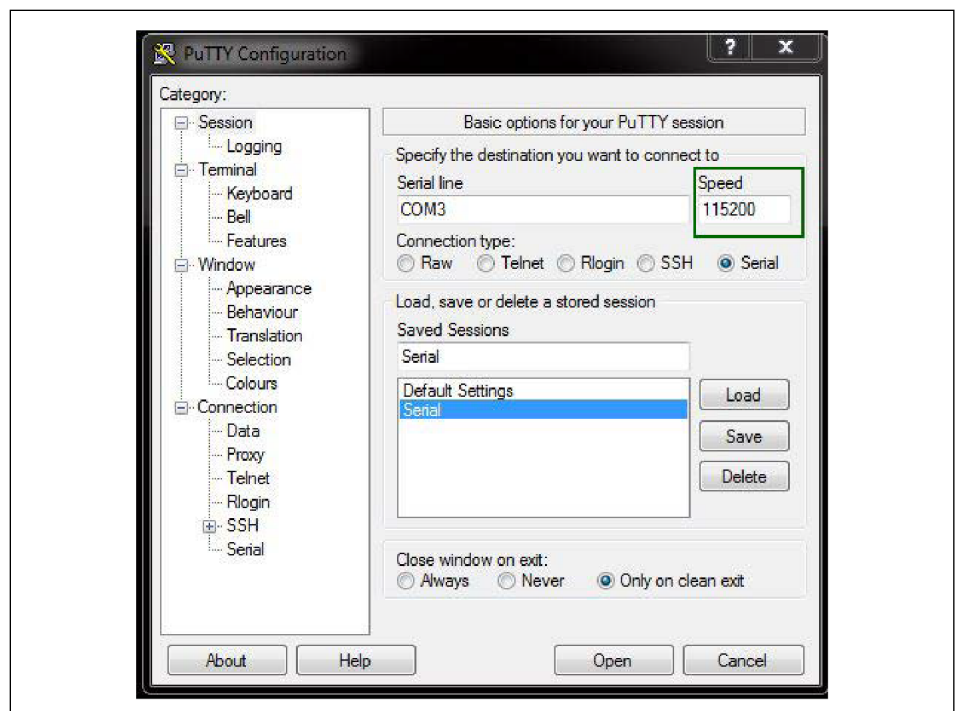 PuTTY Configuration
? x
Category:
Session
Logging
Terminal
Keyboard
Bell
Features
Window
Appearance
Behaviour
Translation
Selection
Colours
Connection
Data
Proxy
Telnet
Rlogin
SSH
Serial
Basic options for your PuTTY session
Specify the destination you want to connect to
Serial line Speed
COM3 115200
Connection type:
Raw Telnet Rlogin SSH Serial
Load, save or delete a stored session
Saved Sessions
Serial
Default Settings
Serial
Load
Save
Delete
Close window on exit:
Always Never Only on clean exit
About Help Open Cancel